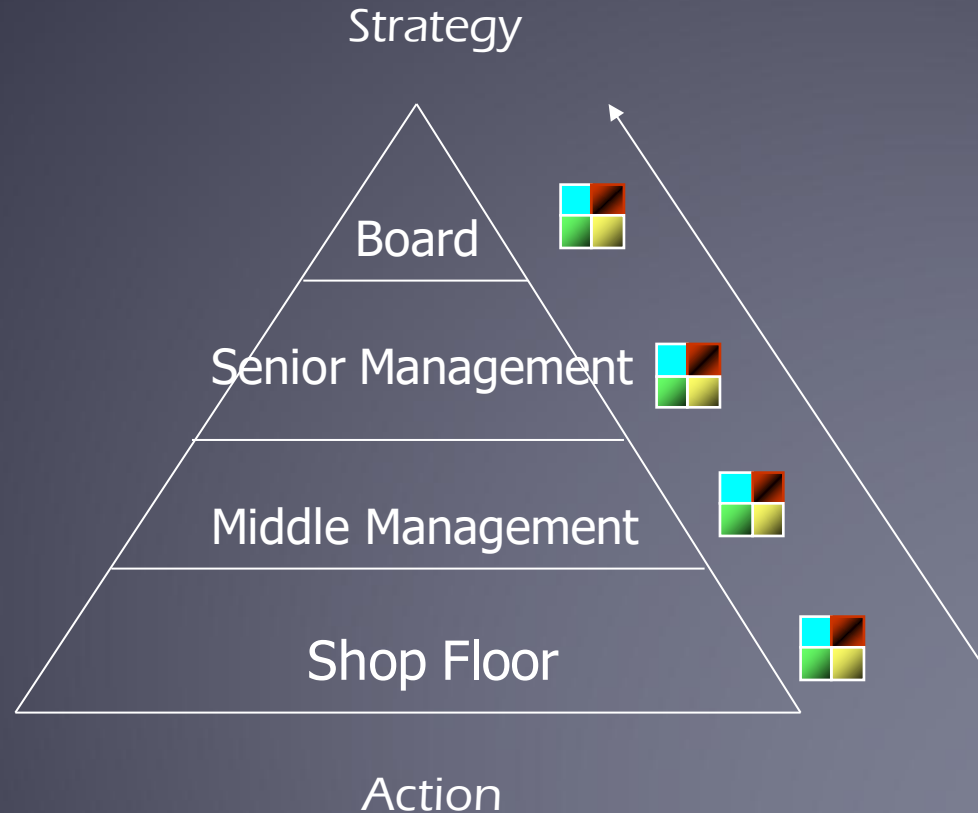 Strategy
Board
Senior Management
Middle Management
Shop Floor
Action